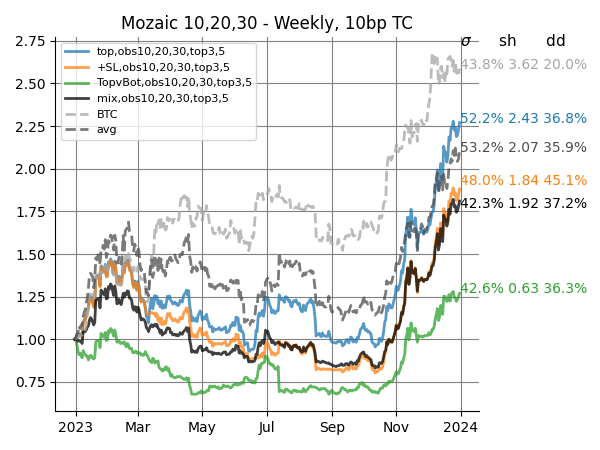 Mozaic 10,20,30 - Weekly, 10bp TC
σ sh dd
2.75
2.50
2.25
2.00
1.75
1.50
1.25
1.00
0.75
top,obs10,20,30,top3,5
+SL,obs10,20,30,top3,5
TopvBot,obs10,20,30,top3,5
mix,obs10,20,30,top3,5
BTC
avg
43.8% 3.62 20.0%
52.2% 2.43 36.8%
53.2% 2.07 35.9%
48.0% 1.84 45.1%
42.3% 1.92 37.2%
42.6% 0.63 36.3%
2023 Mar May Jul Sep Nov 2024